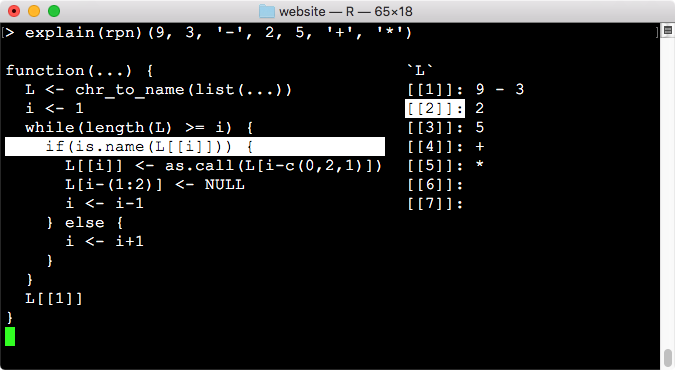 website — R — 65×18
[> explain(rpn)(9, 3, '-', 2, 5, '+', '*') ]
function(...) {
  L <- chr_to_name(list(...))
  i <- 1
  while(length(L) >= i) {
    if(is.name(L[[i]])) {
      L[[i]] <- as.call(L[i-c(0,2,1)])
      L[i-(1:2)] <- NULL
      i <- i-1
    } else {
      i <- i+1
    }
  }
  L[[1]]
}
`L`
[[1]]: 9 - 3
[[2]]: 2
[[3]]: 5
[[4]]: +
[[5]]: *
[[6]]:
[[7]]: